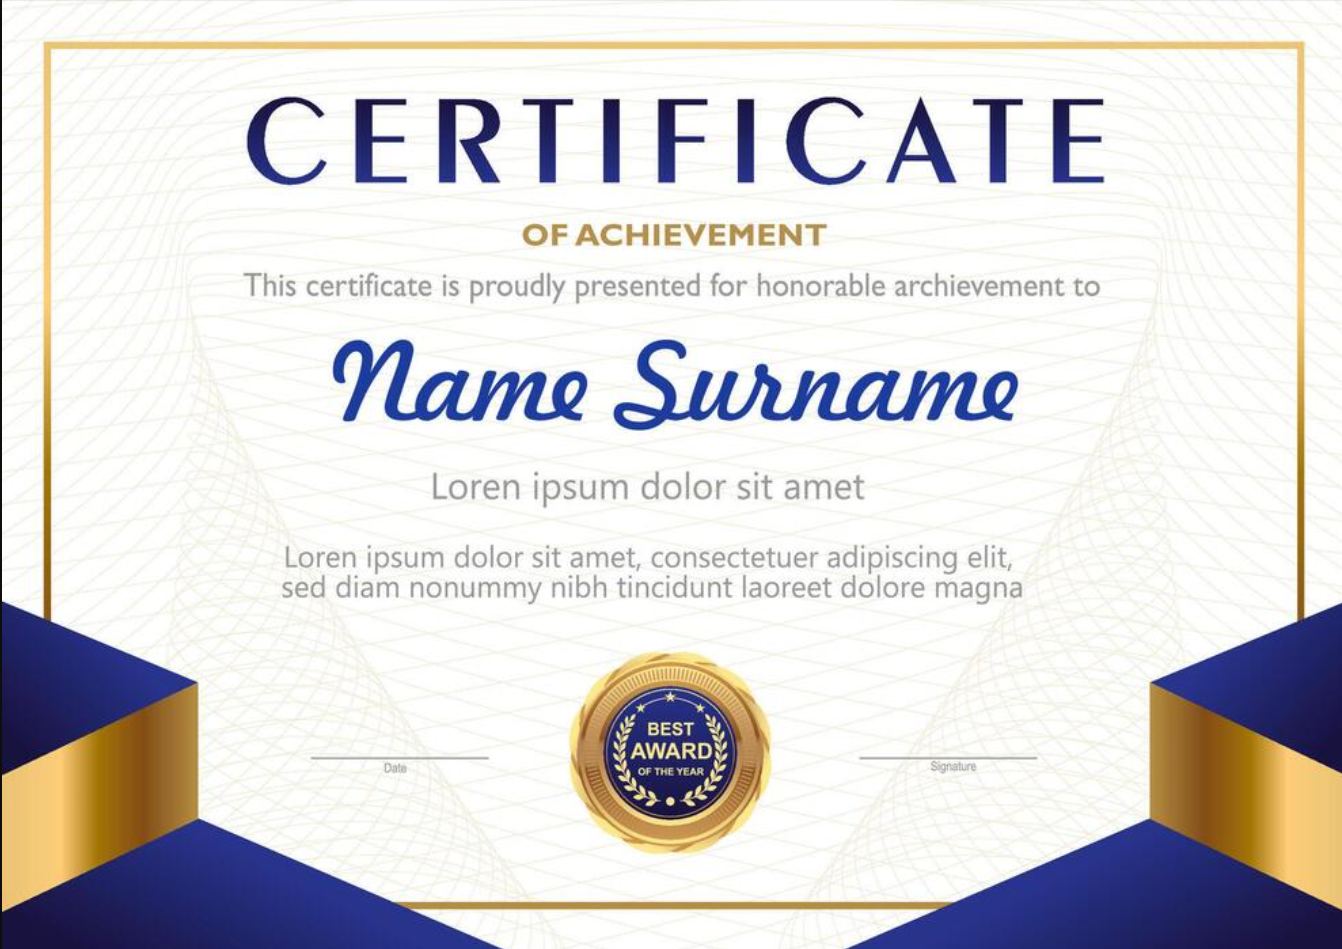 CERTIFICATE
OF ACHIEVEMENT
This certificate is proudly presented for honorable archievement to
Name Surname
Loren ipsum dolor sit amet
Loren ipsum dolor sit amet, consectetuer adipiscing elit,
sed diam nonummy nibh tincidunt laoreet dolore magna
BEST
AWARD
OF THE YEAR
Date
Signature